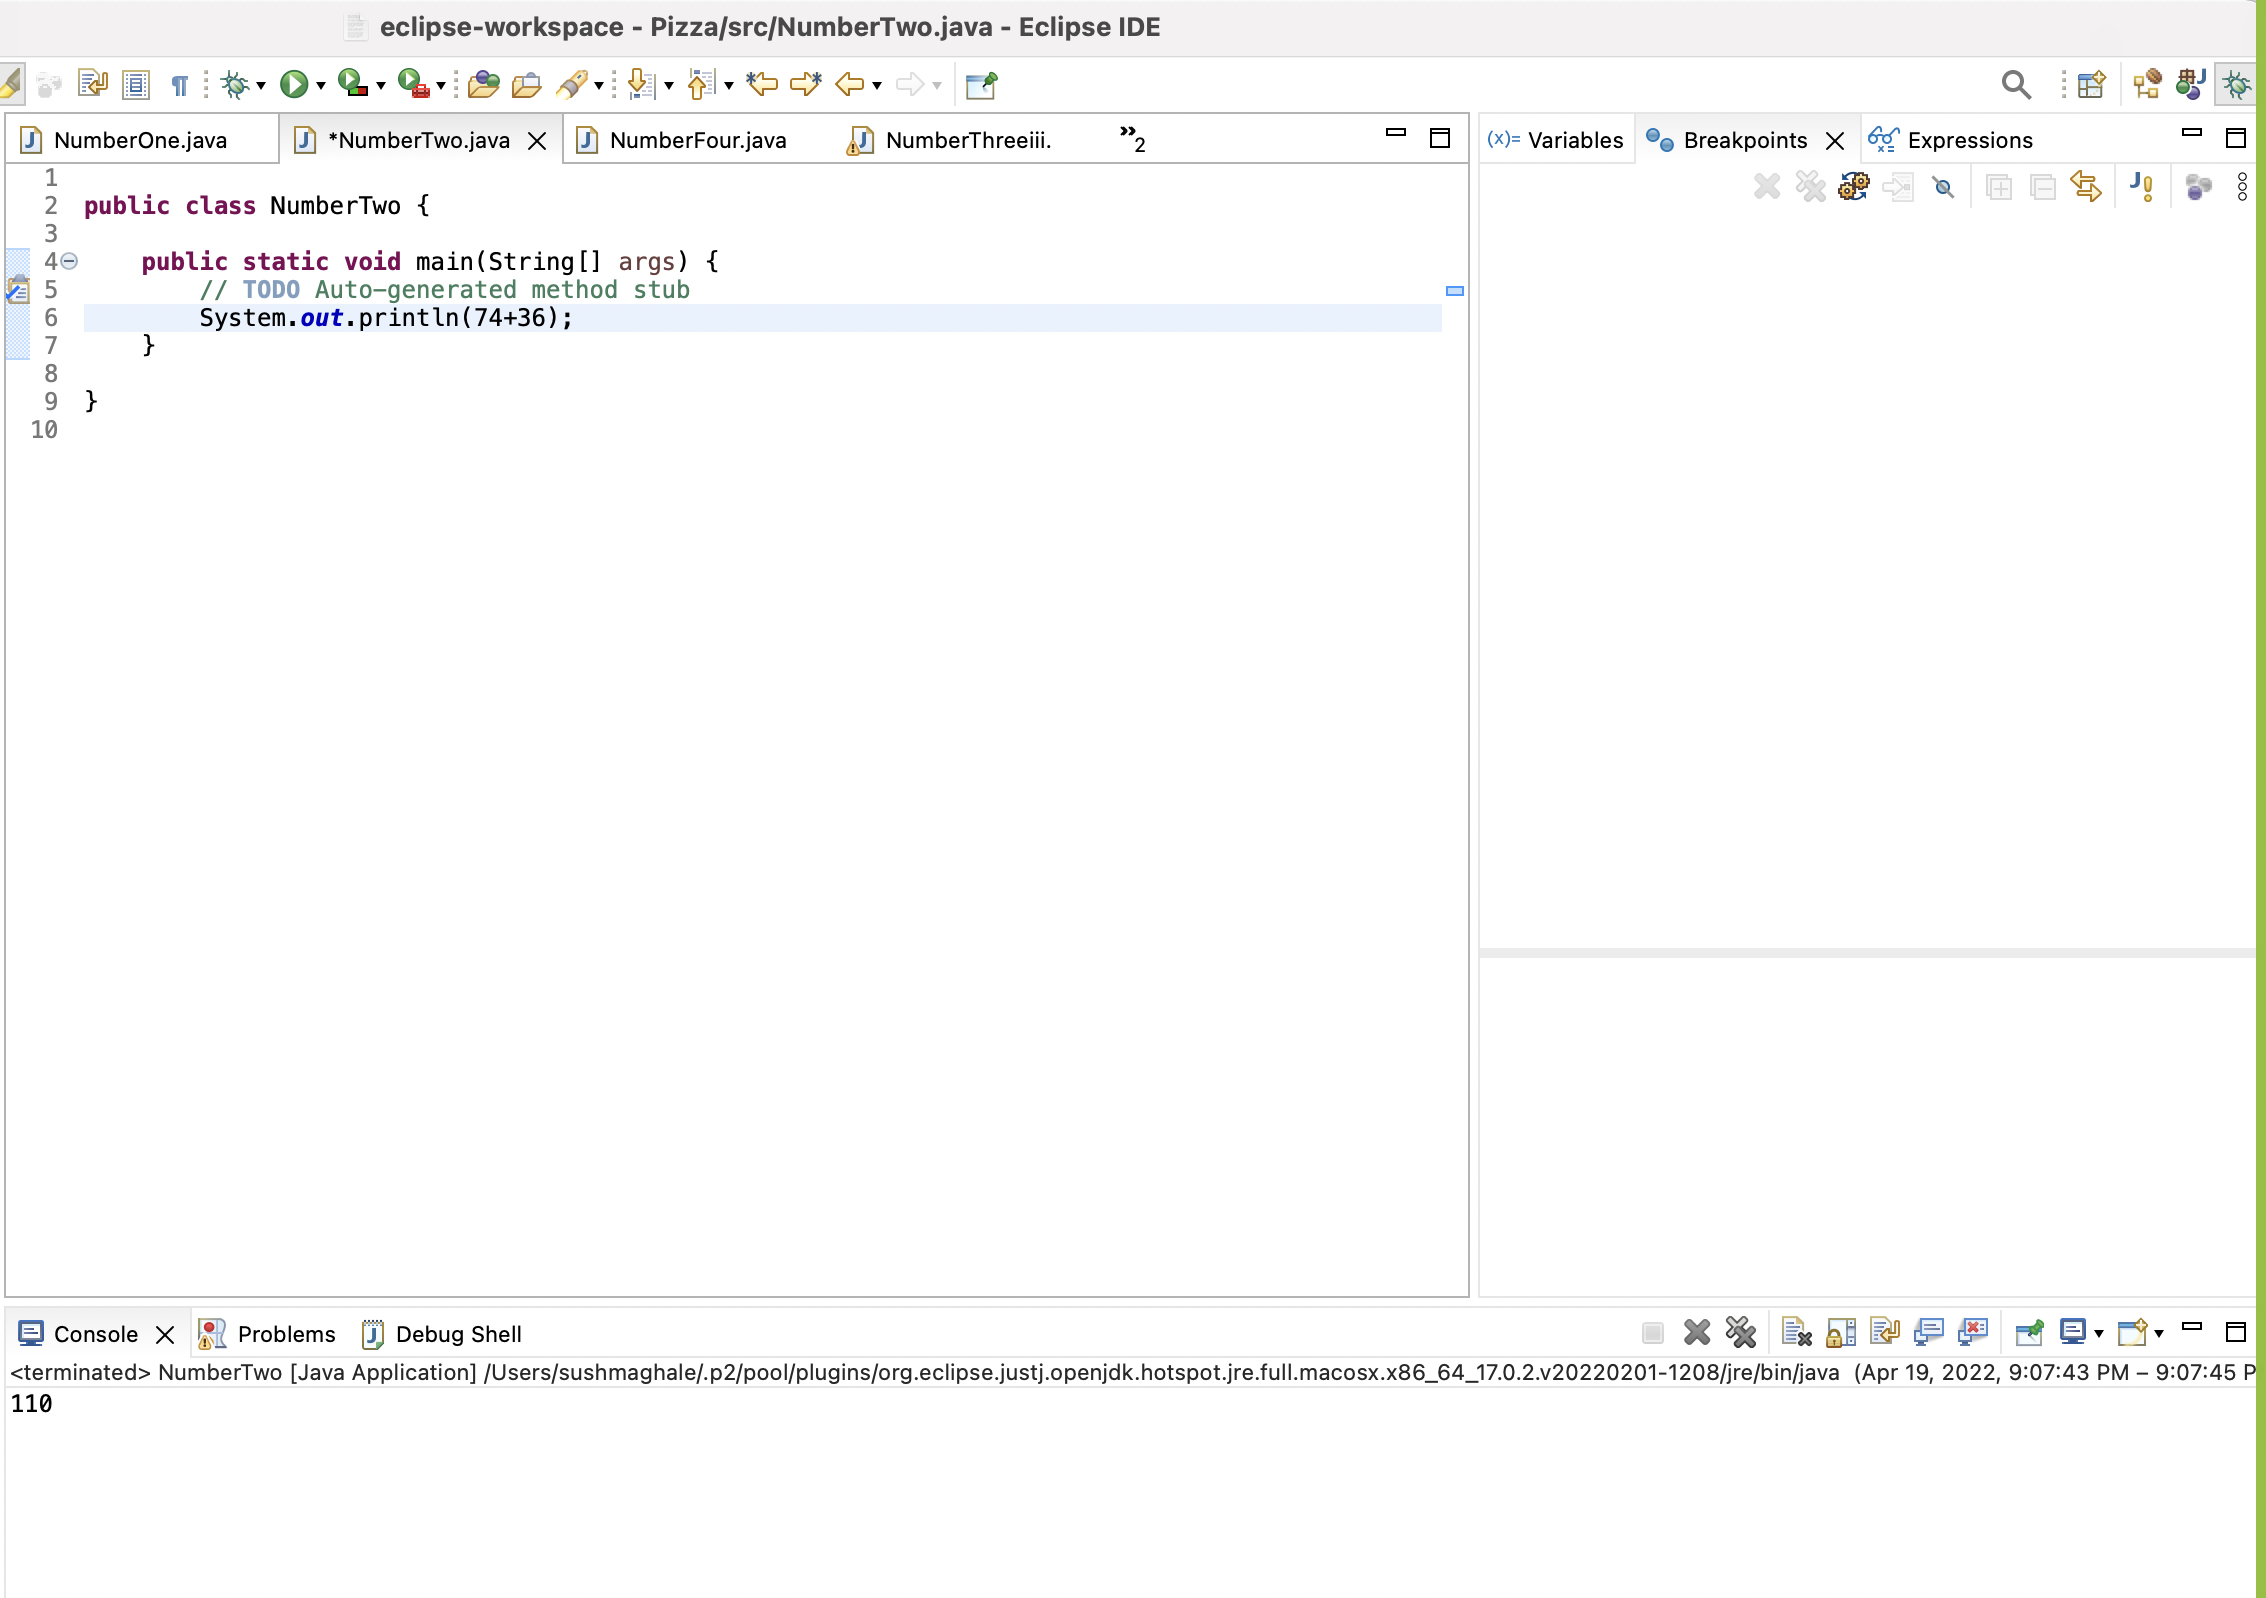 eclipse-workspace - Pizza/src/NumberTwo.java - Eclipse IDE
NumberOne.java
*NumberTwo.java
NumberFour.java
NumberThreeiii.
»2
(x)= Variables
Breakpoints
Expressions
1
2 public class NumberTwo {
3
4 public static void main(String[] args) {
5 // TODO Auto-generated method stub
6 System.out.println(74+36);
7 }
8
9 }
10
Console
Problems
Debug Shell
<terminated> NumberTwo [Java Application] /Users/sushmaghale/.p2/pool/plugins/org.eclipse.justj.openjdk.hotspot.jre.full.macosx.x86_64_17.0.2.v20220201-1208/jre/bin/java (Apr 19, 2022, 9:07:43 PM – 9:07:45 P
110